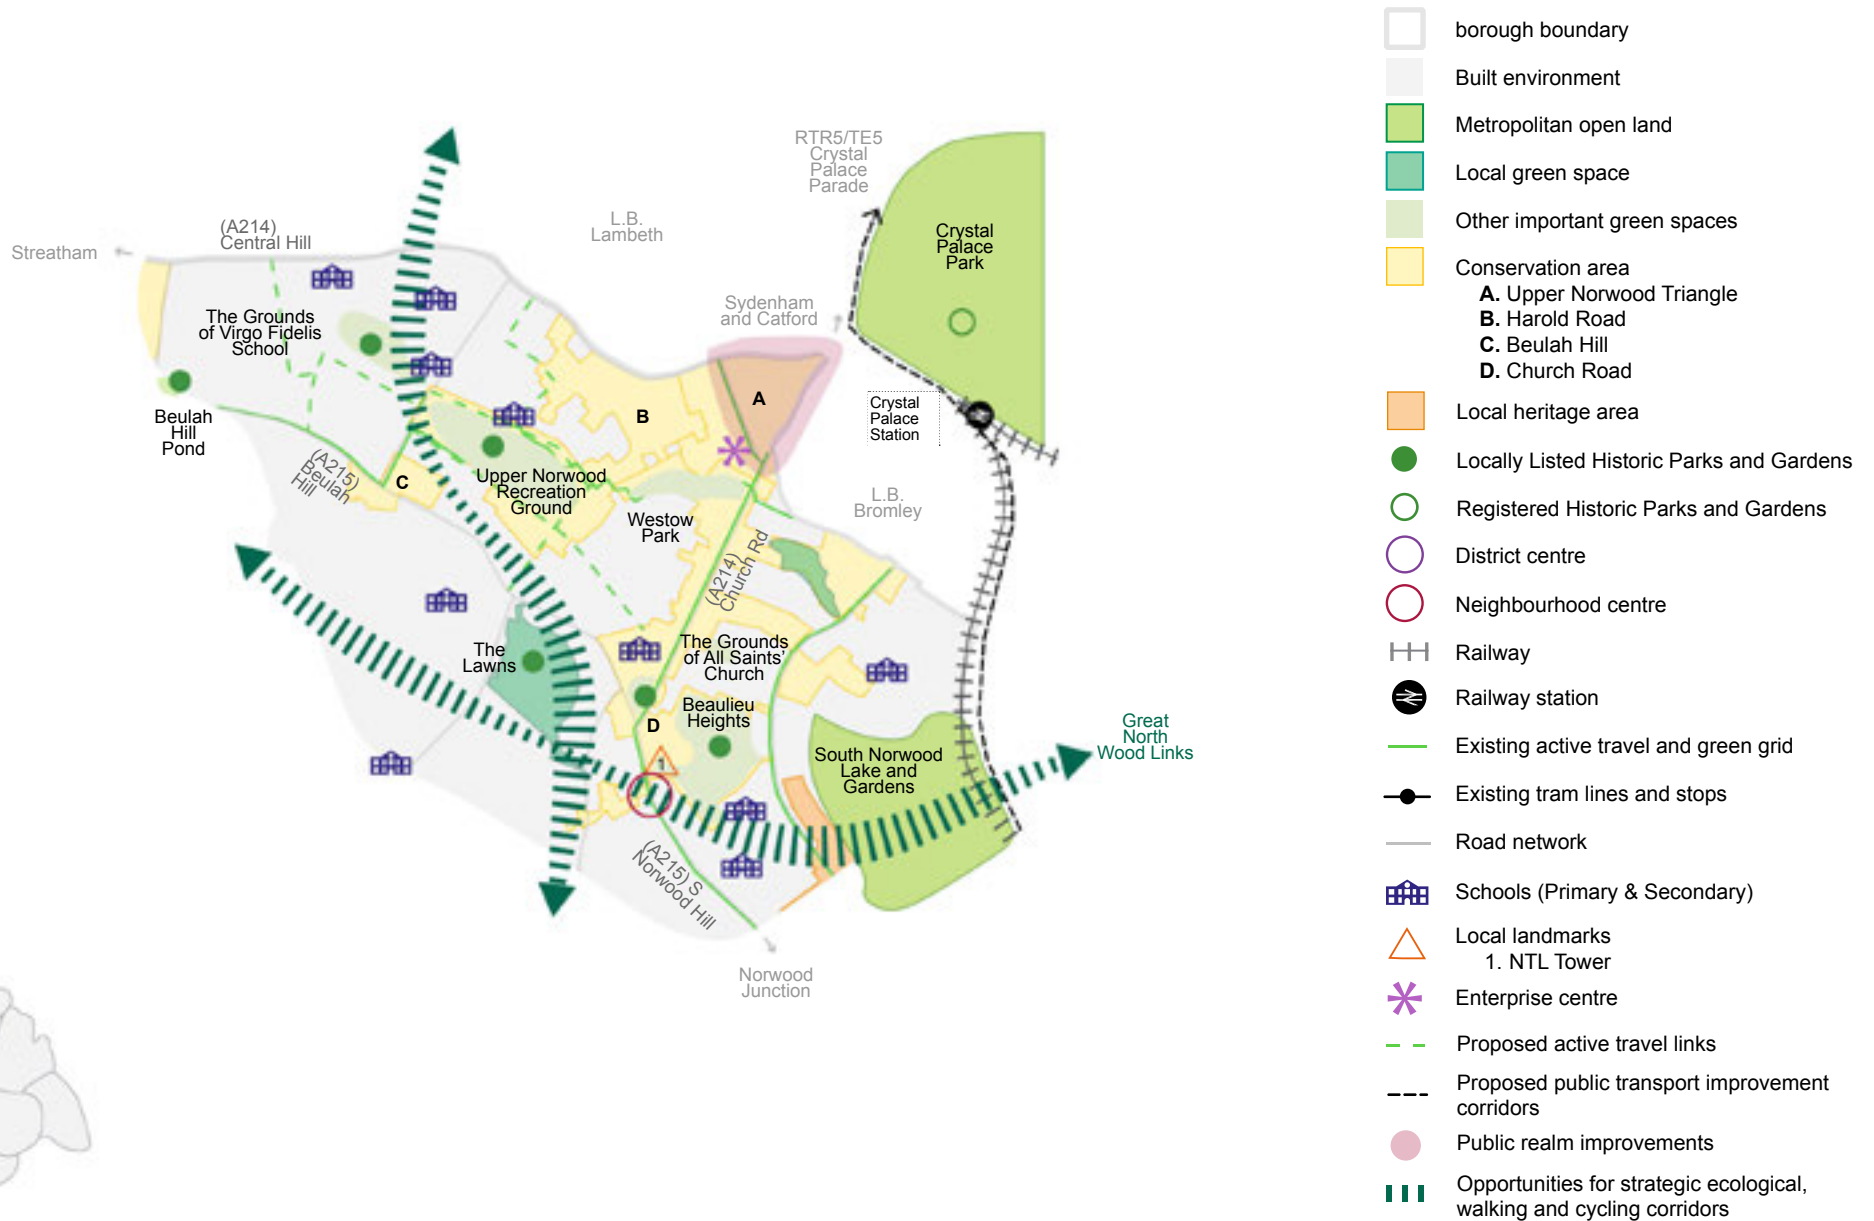 RTR5/TE5
Crystal
Palace
Parade
L.B.
Lambeth
(A214)
Central Hill
Streatham
Crystal
Palace
Park
Sydenham
and Catford
The Grounds
of Virgo Fidelis
School
Beulah
Hill
Pond
(A215)
Beulah
Hill
A
B
C
Crystal
Palace
Station
Upper Norwood
Recreation
Ground
Westow
Park
L.B.
Bromley
(A214)
Church Rd
The
Lawns
The Grounds
of All Saints'
Church
Beaulieu
Heights
D
1
South Norwood
Lake and
Gardens
Great
North
Wood Links
(A215) S
Norwood Hill
Norwood
Junction
borough boundary
Built environment
Metropolitan open land
Local green space
Other important green spaces
Conservation area
A. Upper Norwood Triangle
B. Harold Road
C. Beulah Hill
D. Church Road
Local heritage area
Locally Listed Historic Parks and Gardens
Registered Historic Parks and Gardens
District centre
Neighbourhood centre
Railway
Railway station
Existing active travel and green grid
Existing tram lines and stops
Road network
Schools (Primary & Secondary)
Local landmarks
1. NTL Tower
Enterprise centre
Proposed active travel links
Proposed public transport improvement
corridors
Public realm improvements
Opportunities for strategic ecological,
walking and cycling corridors